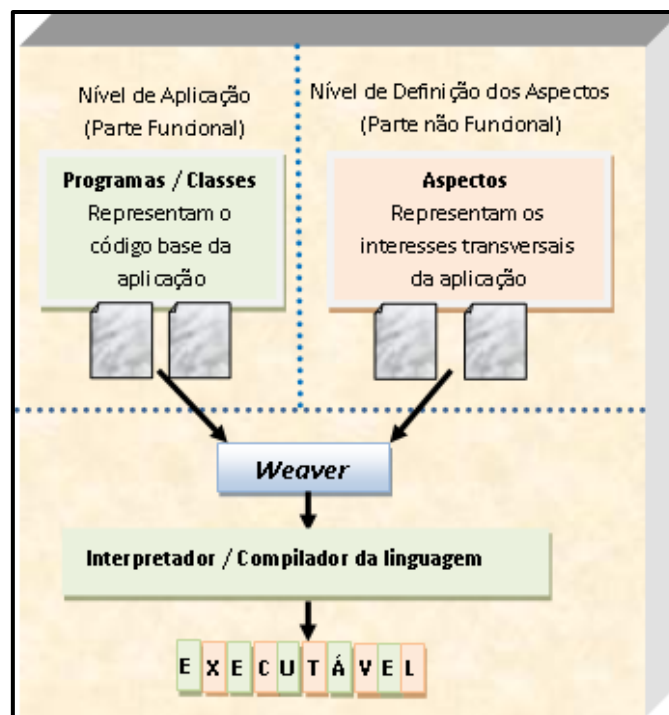 Nível de Aplicação
(Parte Funcional)
Programas / Classes
Representam o
código base da
aplicação
Nível de Definição dos Aspectos
(Parte não Funcional)
Aspectos
Representam os
interesses transversais
da aplicação
Weaver
Interpretador / Compilador da linguagem
EXECUTÁVEL